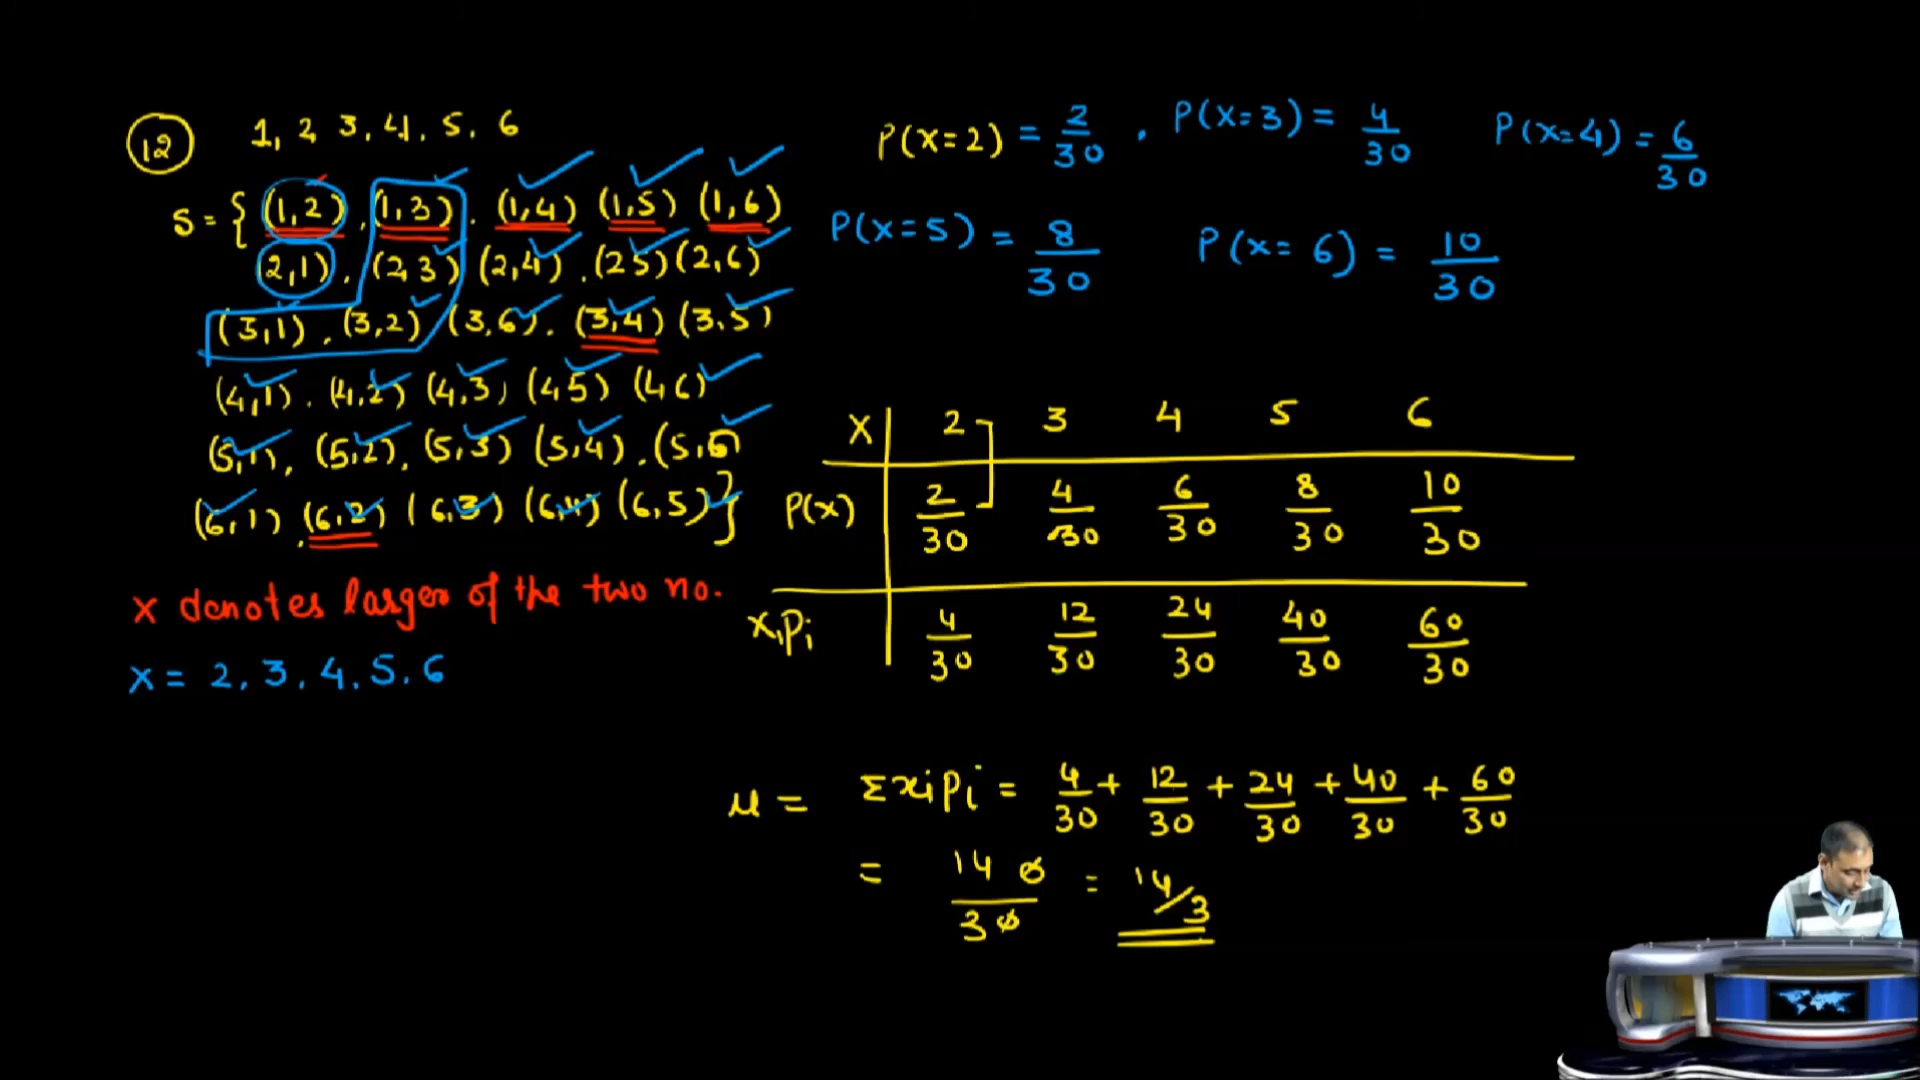 12 1, 2 3, 4, 5, 6
S = { (1,2), (1,3), (1,4) (1,5) (1,6)
(2,1), (2,3) (2,4), (2 5) (2,6)
(3,1), (3,2) (3,6), (3,4) (3,5)
(4,1), (4,2) (4,3) (4 5) (4 6)
(5,1), (5,2), (5,3) (5,4), (5,6)
(6,1), (6,2) (6,3) (6,4) (6,5) }
x denotes larger of the two no.
x = 2, 3, 4, 5, 6
P(x=2) = 2/30, P(x=3) = 4/30 P(x=4) = 6/30
P(x=5) = 8/30 P(x=6) = 10/30
X 2 3 4 5 6
P(x) 2/30 4/30 6/30 8/30 10/30
xipi 4/30 12/30 24/30 40/30 60/30
μ = Σxipi = 4/30 + 12/30 + 24/30 + 40/30 + 60/30
= 140/30 = 14/3